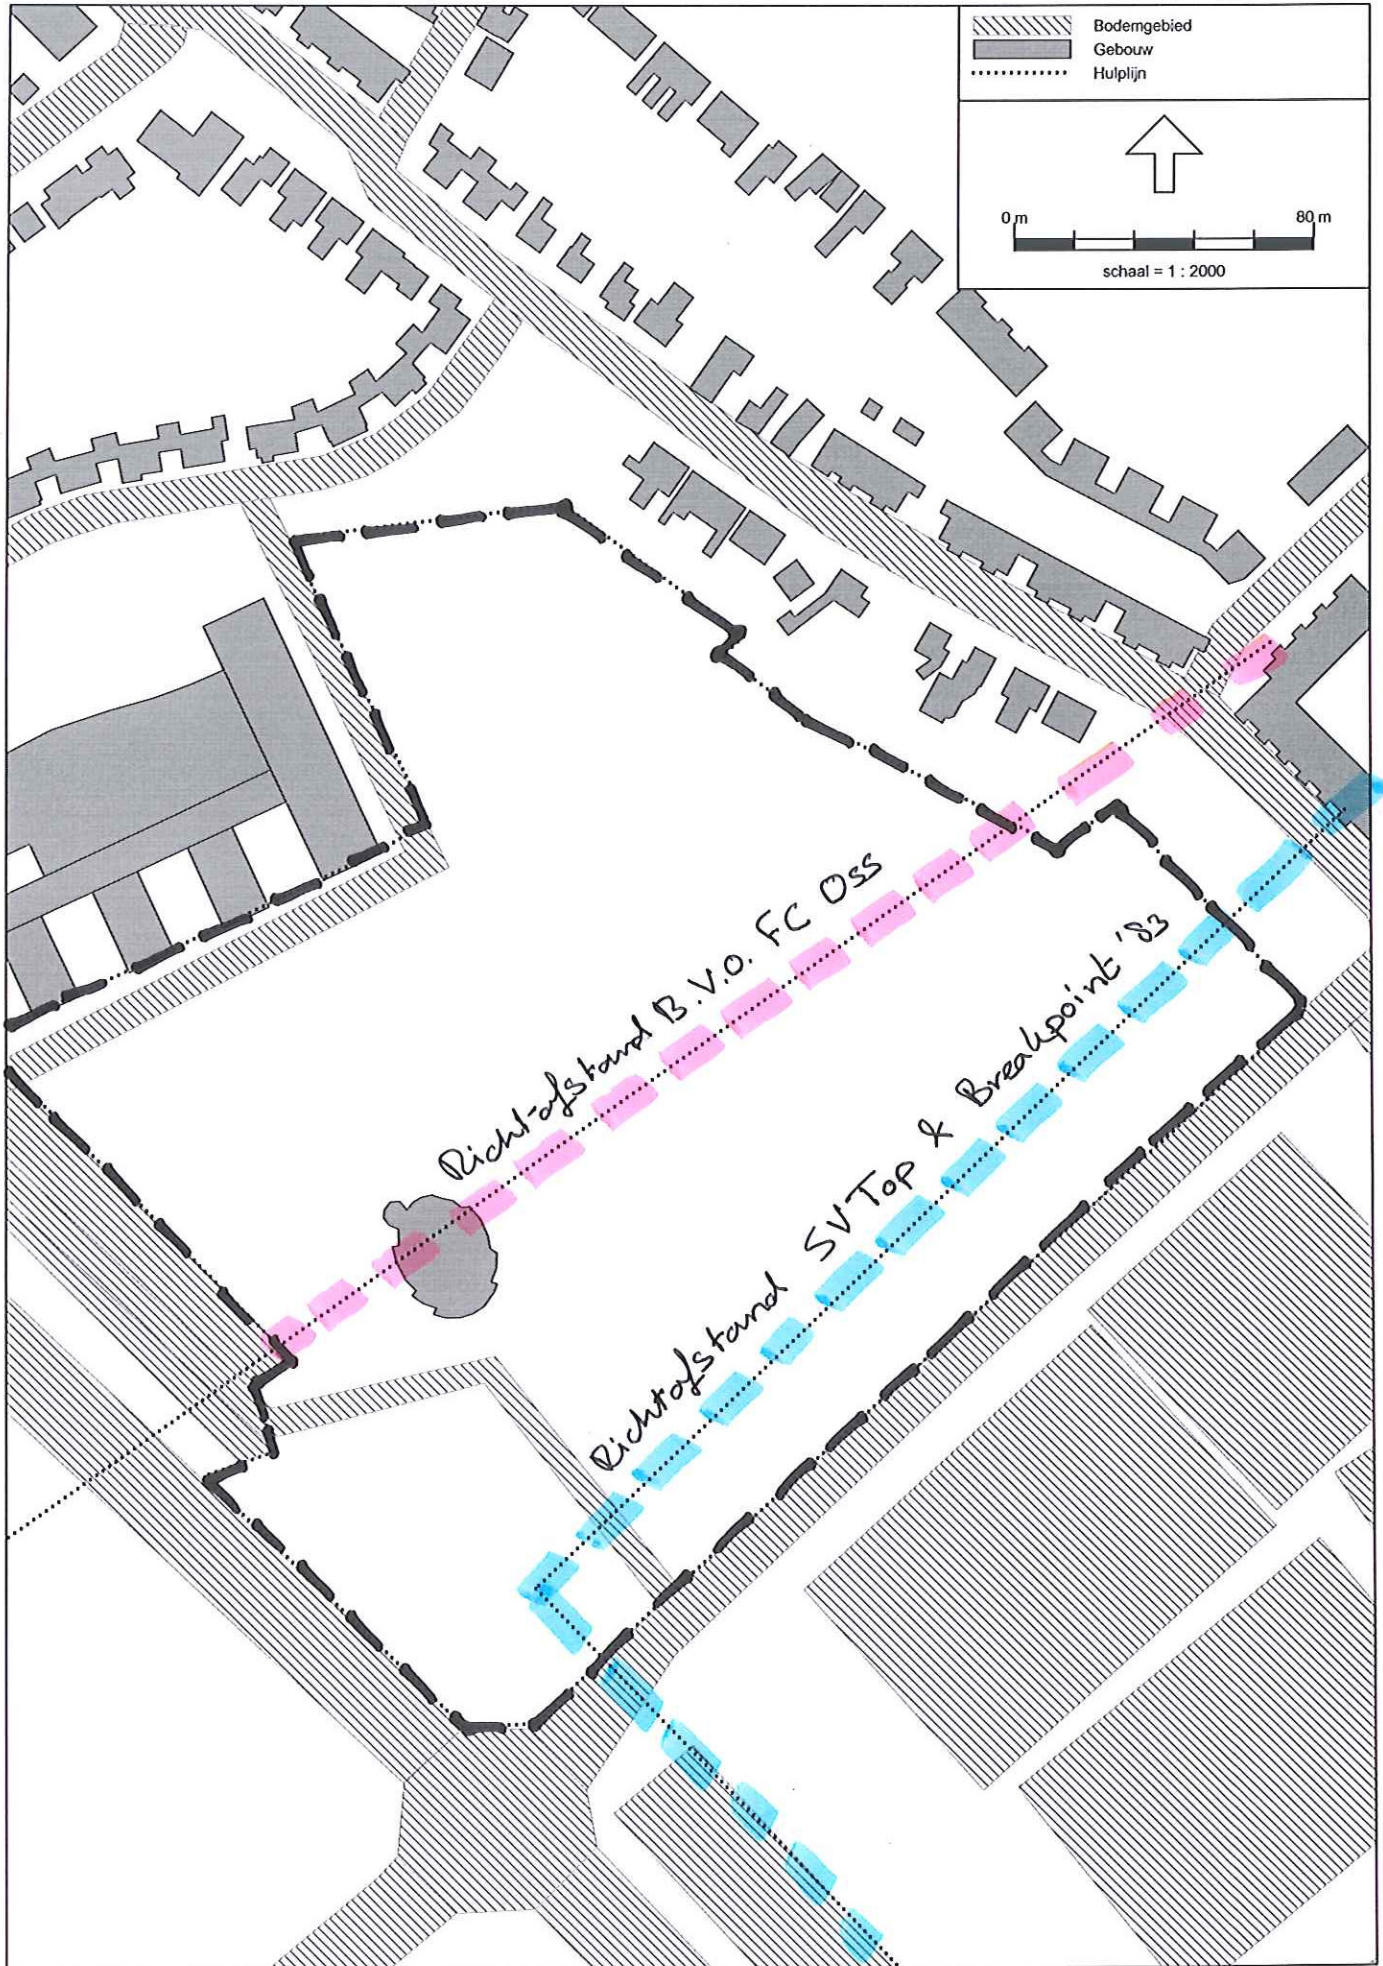 Bodemgebied
Gebouw
Hulplijn
0 m 80 m
schaal = 1 : 2000
Richt-afstand B.V.O. FC Oss
Richtafstand SV Top & Breakpoint '83